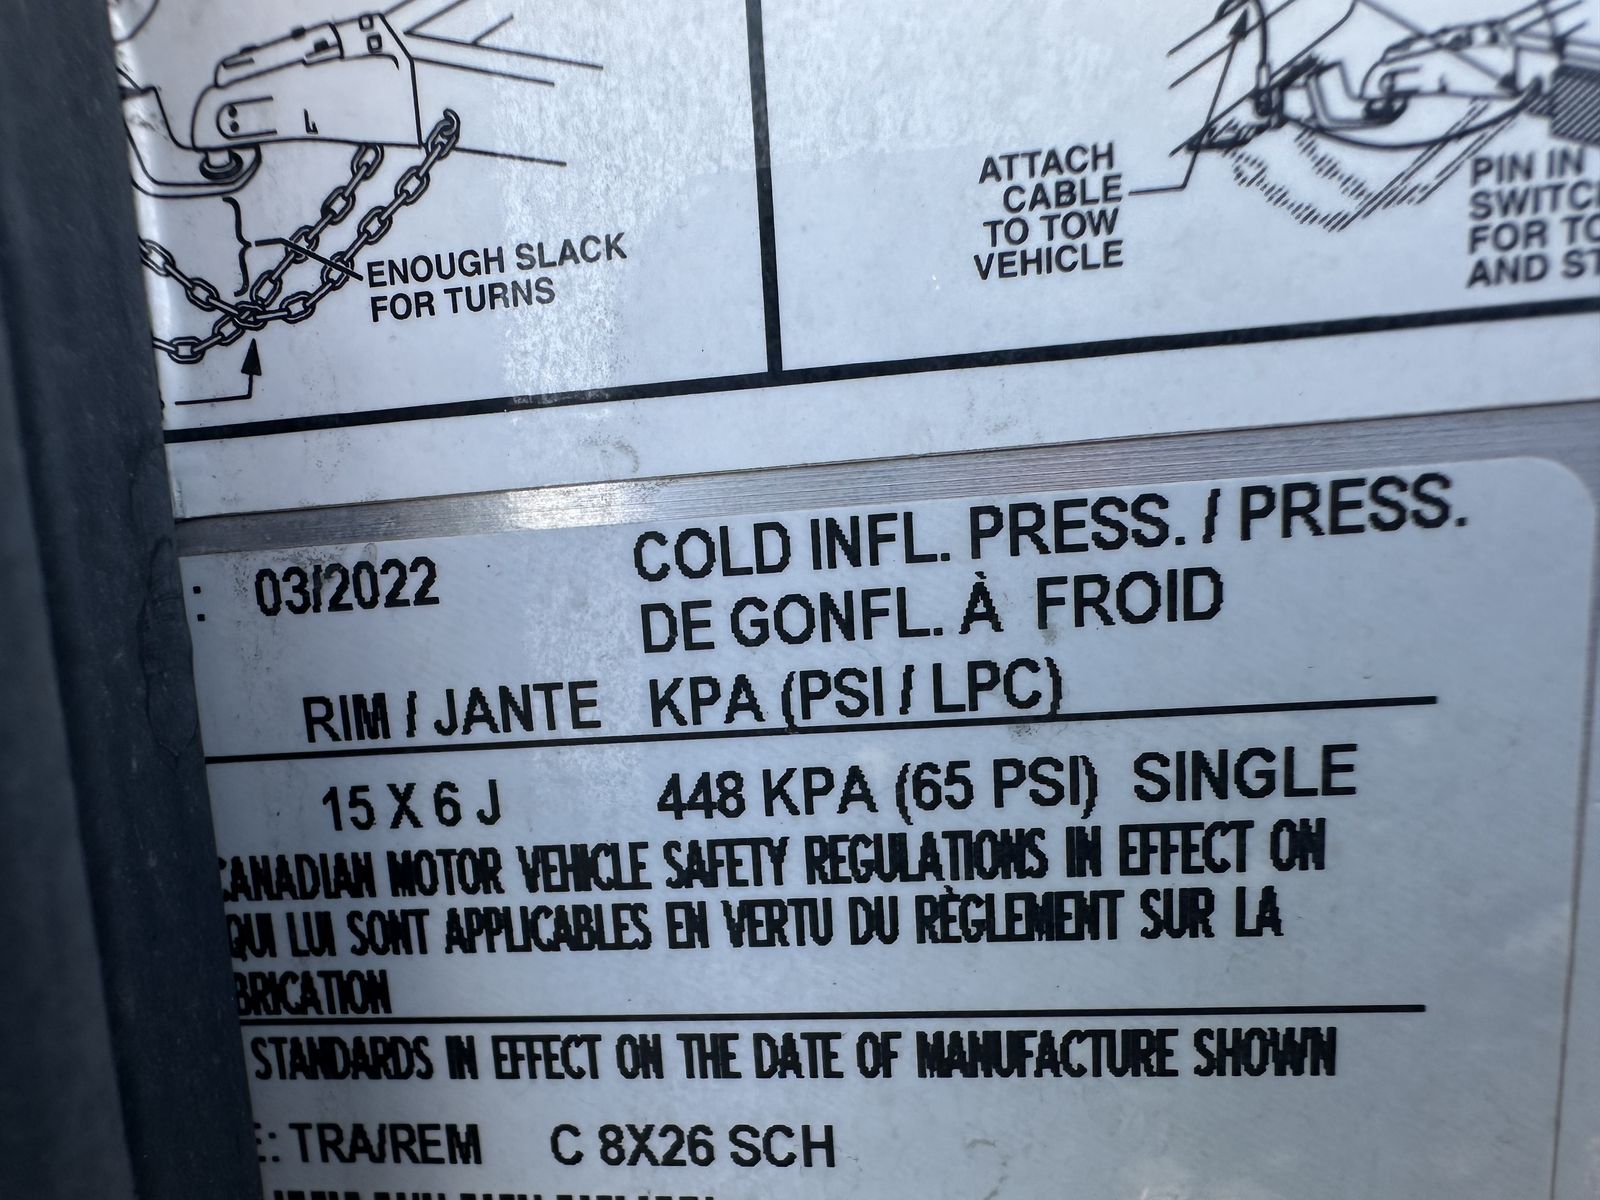 ENOUGH SLACK
FOR TURNS
ATTACH
CABLE
TO TOW
VEHICLE
PIN IN
FOR
AND
: 03/2022
COLD INFL. PRESS. / PRESS.
DE GONFL. À FROID
RIM / JANTE KPA (PSI / LPC)
15 X 6 J 448 KPA (65 PSI) SINGLE
CANADIAN MOTOR VEHICLE SAFETY REGULATIONS IN EFFECT ON
QUI LUI SONT APPLICABLES EN VERTU DU RÈGLEMENT SUR LA
BRICATION
STANDARDS IN EFFECT ON THE DATE OF MANUFACTURE SHOWN
E: TRA/REM C 8X26 SCH